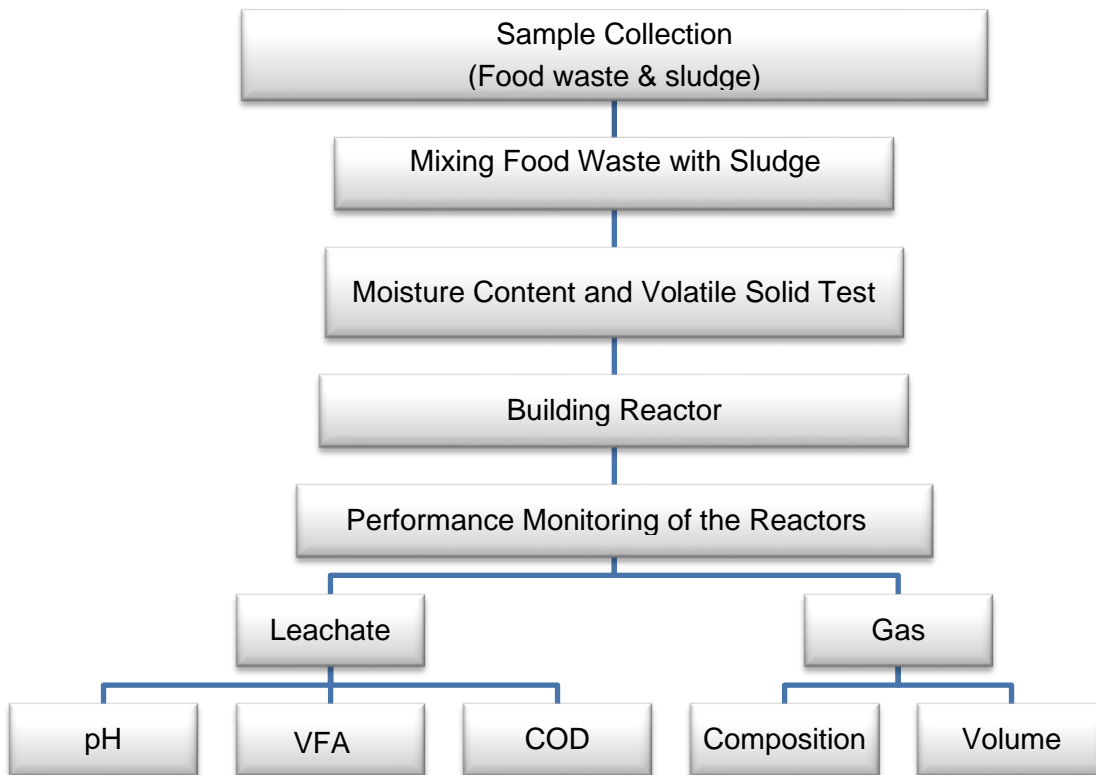 Sample Collection
(Food waste & sludge)
Mixing Food Waste with Sludge
Moisture Content and Volatile Solid Test
Building Reactor
Performance Monitoring of the Reactors
Leachate
Gas
pH
VFA
COD
Composition
Volume